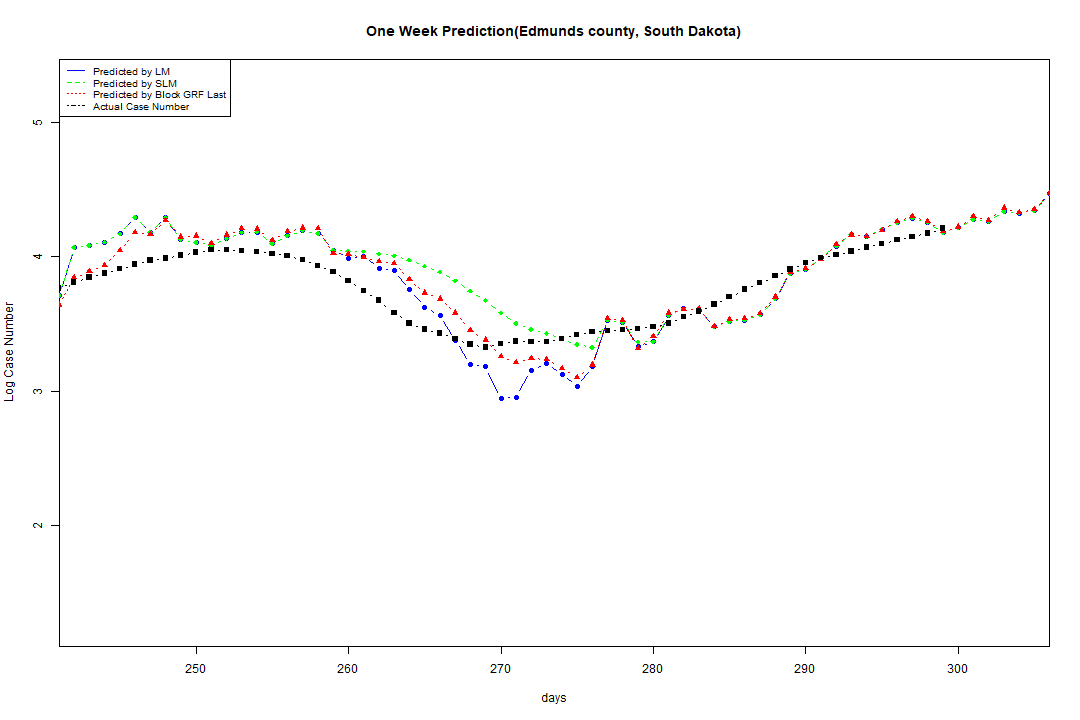 One Week Prediction(Edmunds county, South Dakota)
Predicted by LM
Predicted by SLM
Predicted by Block GRF Last
Actual Case Number
Log Case Number
5
4
3
2
250 260 270 280 290 300
days